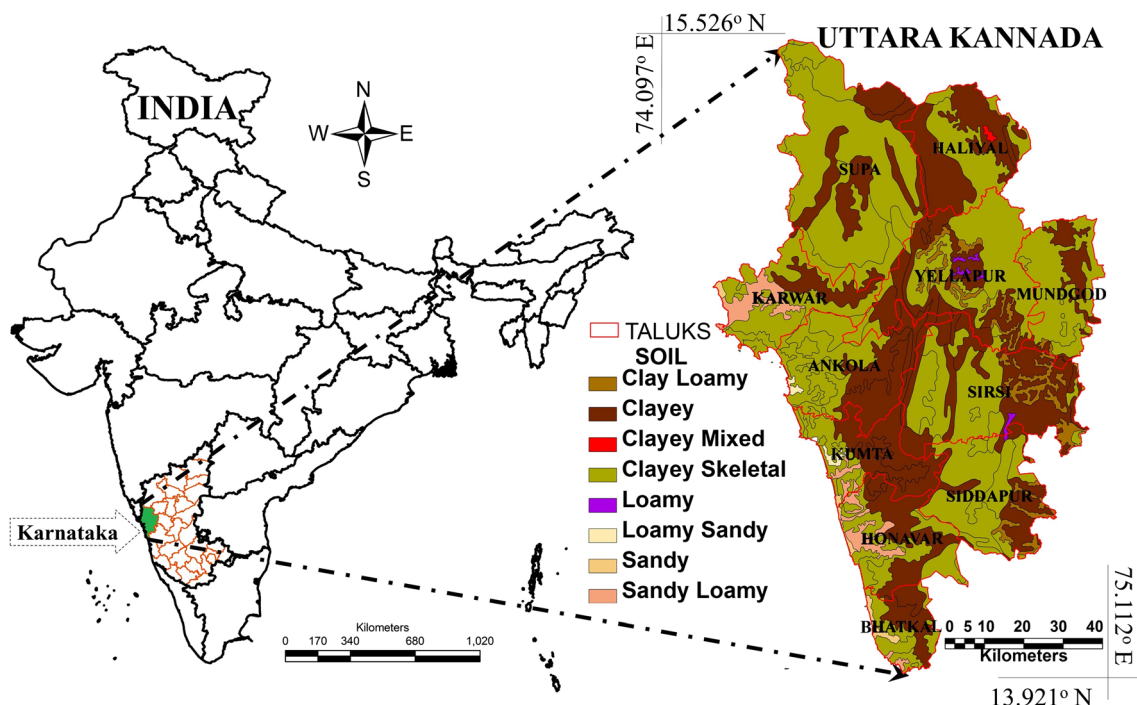 15.526° N
74.097° E
UTTARA KANNADA
INDIA
N
W E
S
HALIYAL
SUPA
YELLAPUR
MUNDGOD
KARWAR
TALUKS
SOIL
Clay Loamy
Clayey
Clayey Mixed
Clayey Skeletal
Loamy
Loamy Sandy
Sandy
Sandy Loamy
ANKOLA
SIRSI
KUMTA
SIDDAPUR
HONAVAR
BHATKAL
Karnataka
Kilometers
0 170 340 680 1,020
0 5 10 20 30 40
Kilometers
75.112° E
13.921° N